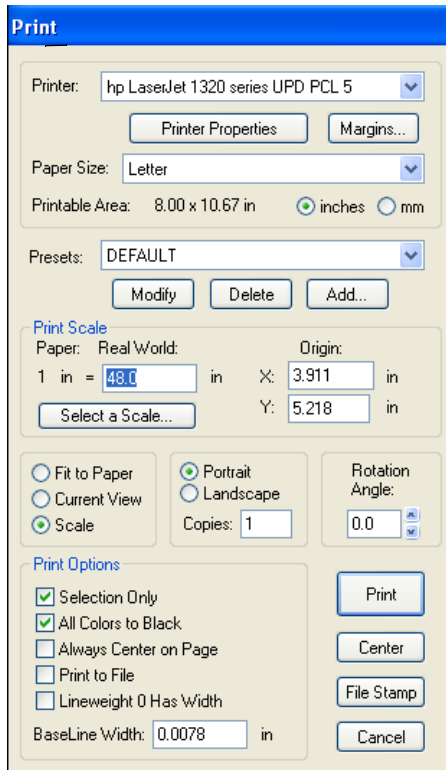 Print
Printer: hp LaserJet 1320 series UPD PCL 5
Printer Properties Margins...
Paper Size: Letter
Printable Area: 8.00 x 10.67 in inches mm
Presets: DEFAULT
Modify Delete Add...
Print Scale
Paper: Real World: Origin:
1 in = 48.0 in X: 3.911 in
Select a Scale... Y: 5.218 in
Fit to Paper Portrait Rotation
Current View Landscape Angle:
Scale Copies: 1 0.0
Print Options
Selection Only Print
All Colors to Black
Always Center on Page Center
Print to File
Lineweight 0 Has Width File Stamp
BaseLine Width: 0.0078 in Cancel